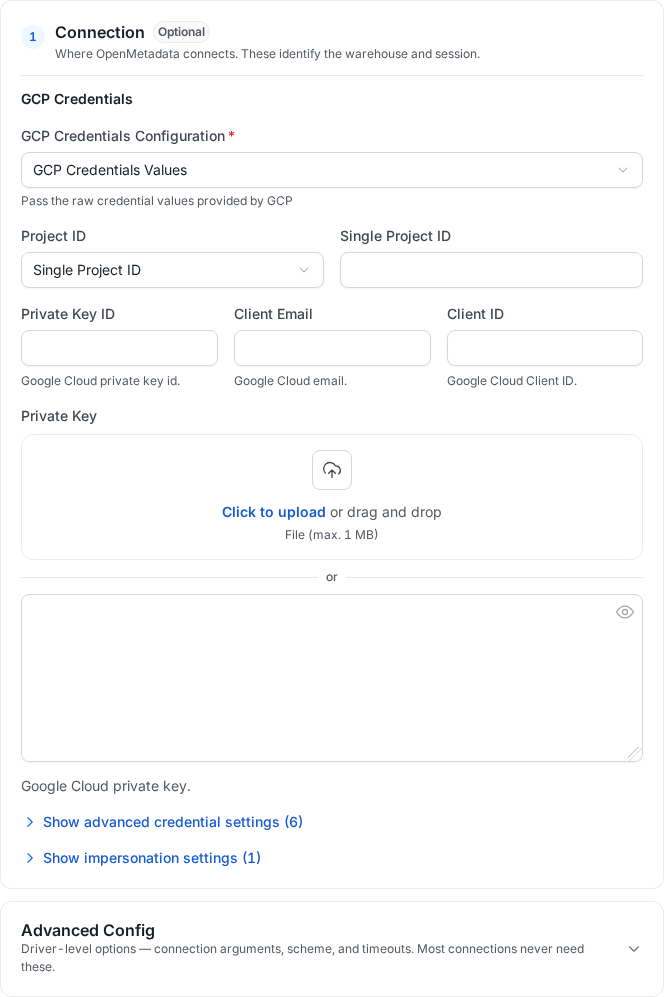 1
Connection
Optional
Where OpenMetadata connects. These identify the warehouse and session.
GCP Credentials
GCP Credentials Configuration *
GCP Credentials Values
Pass the raw credential values provided by GCP
Project ID
Single Project ID
Single Project ID
Private Key ID
Client Email
Client ID
Google Cloud private key id.
Google Cloud email.
Google Cloud Client ID.
Private Key
Click to upload or drag and drop
File (max. 1 MB)
or
Google Cloud private key.
Show advanced credential settings (6)
Show impersonation settings (1)
Advanced Config
Driver-level options — connection arguments, scheme, and timeouts. Most connections never need
these.